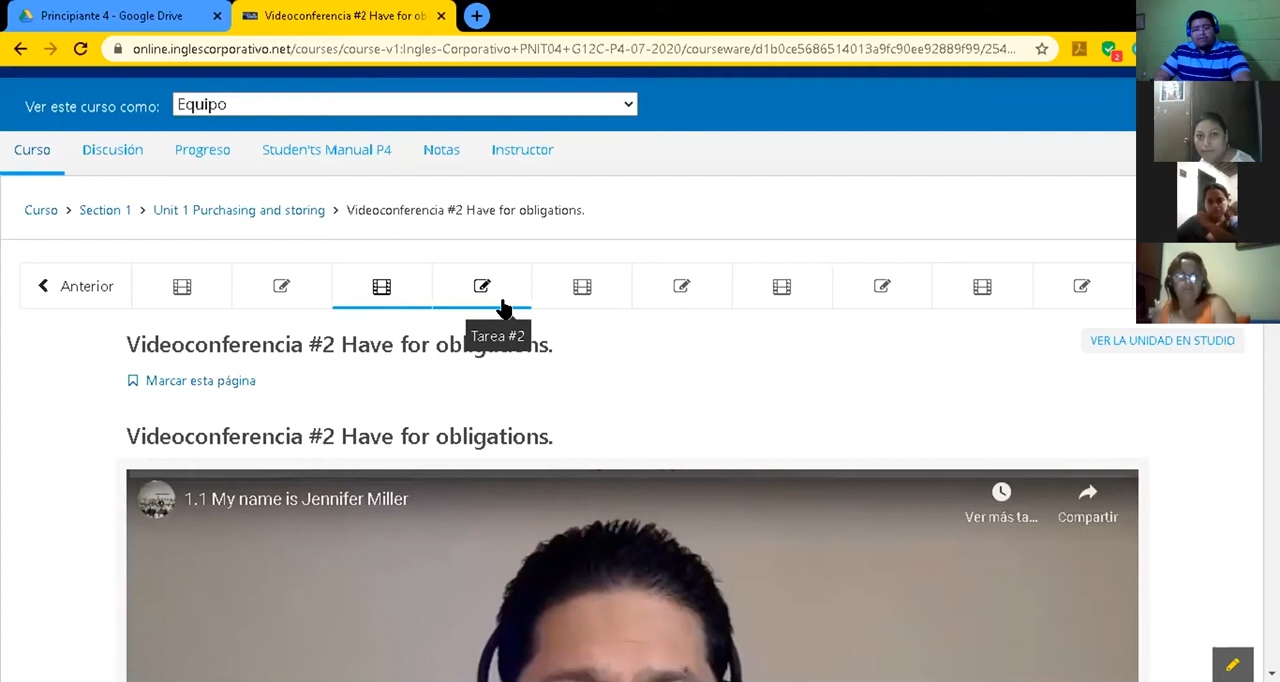 Principiante 4 - Google Drive
Videoconferencia #2 Have for ob
online.inglescorporativo.net/courses/course-v1:Ingles-Corporativo+PNIT04+G12C-P4-07-2020/courseware/d1b0ce5686514013a9fc90ee92889f99/254...
2
Ver este curso como:
Equipo
Curso
Discusión
Progreso
Studen'ts Manual P4
Notas
Instructor
Curso > Section 1 > Unit 1 Purchasing and storing > Videoconferencia #2 Have for obligations.
Anterior
Tarea #2
Videoconferencia #2 Have for obligations.
VER LA UNIDAD EN STUDIO
Marcar esta página
Videoconferencia #2 Have for obligations.
1.1 My name is Jennifer Miller
Ver más ta...
Compartir